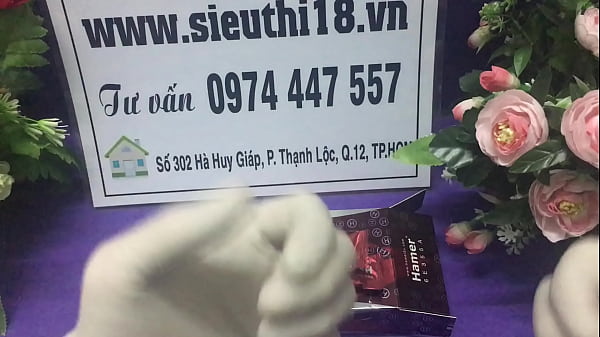 www.sieuthi18.vn
Tư vấn 0974 447 557
Số 302 Hà Huy Giáp, P. Thạnh Lộc, Q.12, TP.HCM
Hamer